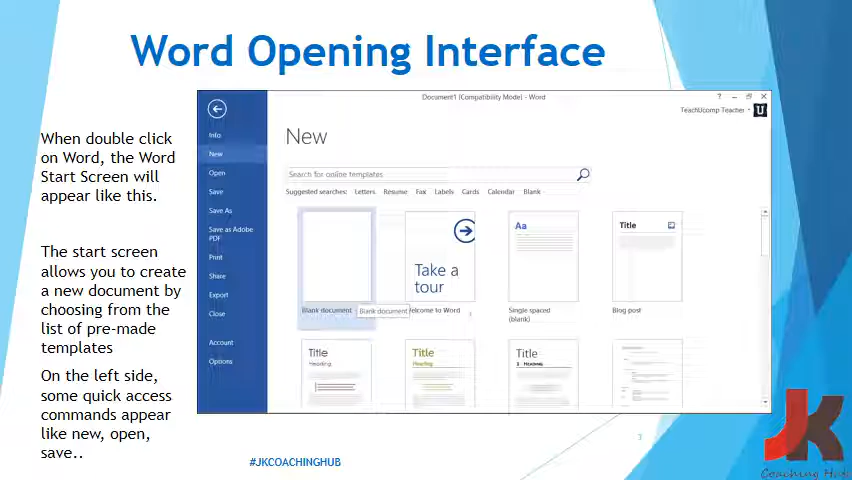 Word Opening Interface
When double click
on Word, the Word
Start Screen will
appear like this.
The start screen
allows you to create
a new document by
choosing from the
list of pre-made
templates
On the left side,
some quick access
commands appear
like new, open,
save..
Document1 [Compatibility Mode] - Word
?
TeachUcomp Teacher
U
Info
New
Open
Save
Save As
Save as Adobe
PDF
Print
Share
Export
Close
Account
Options
New
Search for online templates
Suggested searches: Letters Resume Fax Labels Cards Calendar Blank
Take a
tour
Aa
Title
Blank document
Blank document
elcome to Word
Single spaced
(blank)
Blog post
Title
Heading
Title
Heading
Title
1 Heading
#JKCOACHINGHUB
3
JK
Coaching Hub